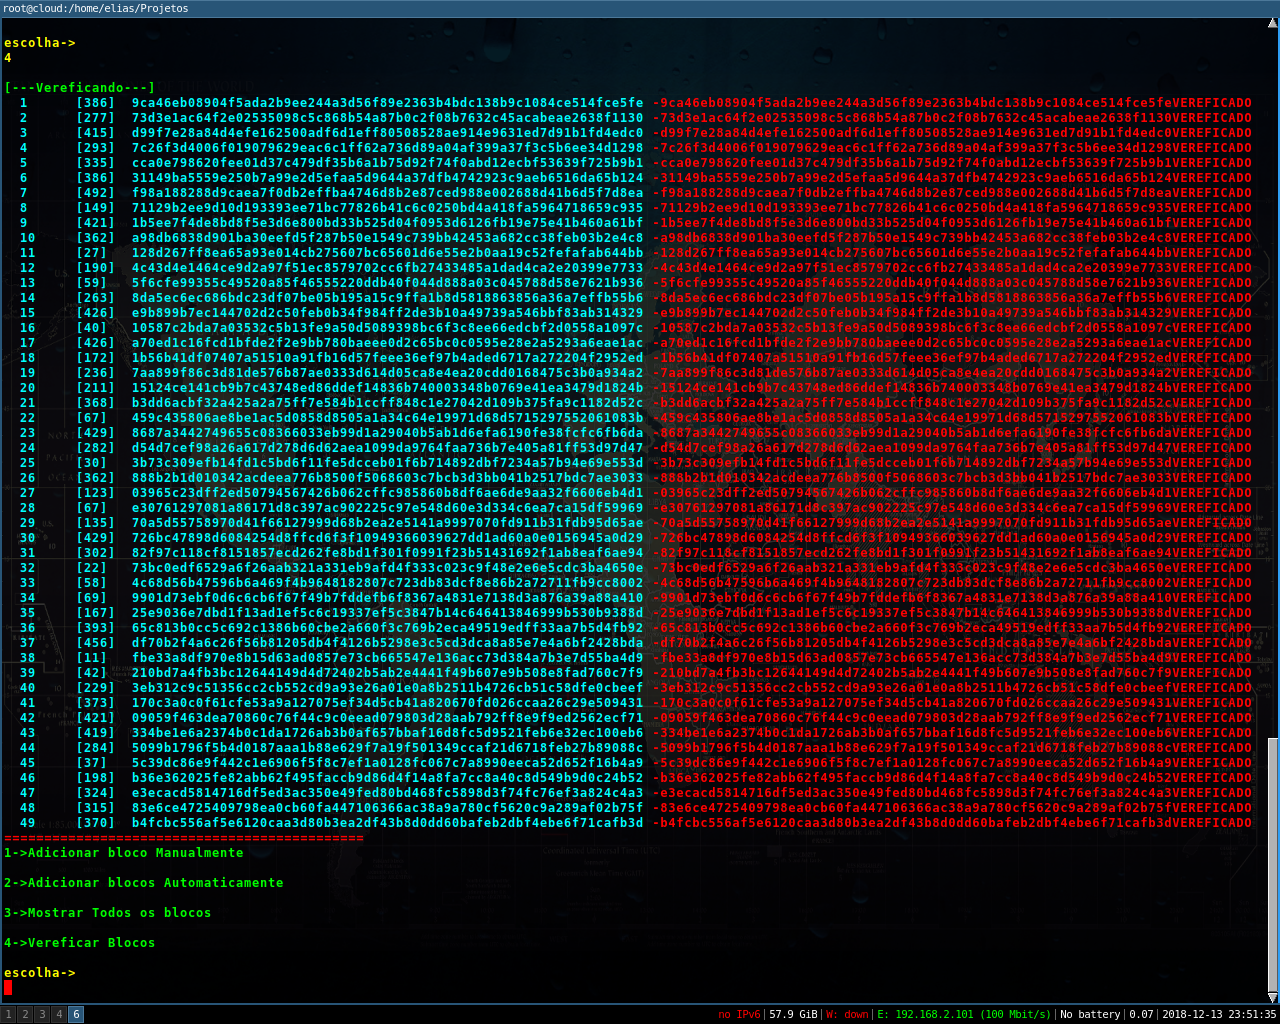 root@cloud:/home/elias/Projetos
escolha->
4
[---Vereficando---]
1 [386] 9ca46eb08904f5ada2b9ee244a3d56f89e2363b4bdc138b9c1084ce514fce5fe -9ca46eb08904f5ada2b9ee244a3d56f89e2363b4bdc138b9c1084ce514fce5feVEREFICADO
2 [277] 73d3e1ac64f2e02535098c5c868b54a87b0c2f08b7632c45acabeae2638f1130 -73d3e1ac64f2e02535098c5c868b54a87b0c2f08b7632c45acabeae2638f1130VEREFICADO
3 [415] d99f7e28a84d4efe162500adf6d1eff80508528ae914e9631ed7d91b1fd4edc0 -d99f7e28a84d4efe162500adf6d1eff80508528ae914e9631ed7d91b1fd4edc0VEREFICADO
4 [293] 7c26f3d4006f019079629eac6c1ff62a736d89a04af399a37f3c5b6ee34d1298 -7c26f3d4006f019079629eac6c1ff62a736d89a04af399a37f3c5b6ee34d1298VEREFICADO
5 [335] cca0e798620fee01d37c479df35b6a1b75d92f74f0abd12ecbf53639f725b9b1 -cca0e798620fee01d37c479df35b6a1b75d92f74f0abd12ecbf53639f725b9b1VEREFICADO
6 [386] 31149ba5559e250b7a99e2d5efaa5d9644a37dfb4742923c9aeb6516da65b124 -31149ba5559e250b7a99e2d5efaa5d9644a37dfb4742923c9aeb6516da65b124VEREFICADO
7 [492] f98a188288d9caea7f0db2effba4746d8b2e87ced988e002688d41b6d5f7d8ea -f98a188288d9caea7f0db2effba4746d8b2e87ced988e002688d41b6d5f7d8eaVEREFICADO
8 [149] 71129b2ee9d10d193393ee71bc77826b41c6c0250bd4a418fa5964718659c935 -71129b2ee9d10d193393ee71bc77826b41c6c0250bd4a418fa5964718659c935VEREFICADO
9 [421] 1b5ee7f4de8bd8f5e3d6e800bd33b525d04f0953d6126fb19e75e41b460a61bf -1b5ee7f4de8bd8f5e3d6e800bd33b525d04f0953d6126fb19e75e41b460a61bfVEREFICADO
10 [362] a98db6838d901ba30eefd5f287b50e1549c739bb42453a682cc38feb03b2e4c8 -a98db6838d901ba30eefd5f287b50e1549c739bb42453a682cc38feb03b2e4c8VEREFICADO
11 [27] 128d267ff8ea65a93e014cb275607bc65601d6e55e2b0aa19c52fefafab644bb -128d267ff8ea65a93e014cb275607bc65601d6e55e2b0aa19c52fefafab644bbVEREFICADO
12 [190] 4c43d4e1464ce9d2a97f51ec8579702cc6fb27433485a1dad4ca2e20399e7733 -4c43d4e1464ce9d2a97f51ec8579702cc6fb27433485a1dad4ca2e20399e7733VEREFICADO
13 [59] 5f6cfe99355c49520a85f46555220ddb40f044d888a03c045788d58e7621b936 -5f6cfe99355c49520a85f46555220ddb40f044d888a03c045788d58e7621b936VEREFICADO
14 [263] 8da5ec6ec686bdc23df07be05b195a15c9ffa1b8d5818863856a36a7effb55b6 -8da5ec6ec686bdc23df07be05b195a15c9ffa1b8d5818863856a36a7effb55b6VEREFICADO
15 [426] e9b899b7ec144702d2c50feb0b34f984ff2de3b10a49739a546bbf83ab314329 -e9b899b7ec144702d2c50feb0b34f984ff2de3b10a49739a546bbf83ab314329VEREFICADO
16 [40] 10587c2bda7a03532c5b13fe9a50d5089398bc6f3c8ee66edcbf2d0558a1097c -10587c2bda7a03532c5b13fe9a50d5089398bc6f3c8ee66edcbf2d0558a1097cVEREFICADO
17 [426] a70ed1c16fcd1bfde2f2e9bb780baeee0d2c65bc0c0595e28e2a5293a6eae1ac -a70ed1c16fcd1bfde2f2e9bb780baeee0d2c65bc0c0595e28e2a5293a6eae1acVEREFICADO
18 [172] 1b56b41df07407a51510a91fb16d57feee36ef97b4aded6717a272204f2952ed -1b56b41df07407a51510a91fb16d57feee36ef97b4aded6717a272204f2952edVEREFICADO
19 [236] 7aa899f86c3d81de576b87ae0333d614d05ca8e4ea20cdd0168475c3b0a934a2 -7aa899f86c3d81de576b87ae0333d614d05ca8e4ea20cdd0168475c3b0a934a2VEREFICADO
20 [211] 15124ce141cb9b7c43748ed86ddef14836b740003348b0769e41ea3479d1824b -15124ce141cb9b7c43748ed86ddef14836b740003348b0769e41ea3479d1824bVEREFICADO
21 [368] b3dd6acbf32a425a2a75ff7e584b1ccff848c1e27042d109b375fa9c1182d52c -b3dd6acbf32a425a2a75ff7e584b1ccff848c1e27042d109b375fa9c1182d52cVEREFICADO
22 [67] 459c435806ae8be1ac5d0858d8505a1a34c64e19971d68d5715297552061083b -459c435806ae8be1ac5d0858d8505a1a34c64e19971d68d5715297552061083bVEREFICADO
23 [429] 8687a3442749655c08366033eb99d1a29040b5ab1d6efa6190fe38fcfc6fb6da -8687a3442749655c08366033eb99d1a29040b5ab1d6efa6190fe38fcfc6fb6daVEREFICADO
24 [282] d54d7cef98a26a617d278d6d62aea1099da9764faa736b7e405a81ff53d97d47 -d54d7cef98a26a617d278d6d62aea1099da9764faa736b7e405a81ff53d97d47VEREFICADO
25 [30] 3b73c309efb14fd1c5bd6f11fe5dcceb01f6b714892dbf7234a57b94e69e553d -3b73c309efb14fd1c5bd6f11fe5dcceb01f6b714892dbf7234a57b94e69e553dVEREFICADO
26 [362] 888b2b1d010342acdeea776b8500f5068603c7bcb3d3bb041b2517bdc7ae3033 -888b2b1d010342acdeea776b8500f5068603c7bcb3d3bb041b2517bdc7ae3033VEREFICADO
27 [123] 03965c23dff2ed50794567426b062cffc985860b8df6ae6de9aa32f6606eb4d1 -03965c23dff2ed50794567426b062cffc985860b8df6ae6de9aa32f6606eb4d1VEREFICADO
28 [67] e30761297081a86171d8c397ac902225c97e548d60e3d334c6ea7ca15df59969 -e30761297081a86171d8c397ac902225c97e548d60e3d334c6ea7ca15df59969VEREFICADO
29 [135] 70a5d55758970d41f66127999d68b2ea2e5141a9997070fd911b31fdb95d65ae -70a5d55758970d41f66127999d68b2ea2e5141a9997070fd911b31fdb95d65aeVEREFICADO
30 [429] 726bc47898d6084254d8ffcd6f3f10949366039627dd1ad60a0e0156945a0d29 -726bc47898d6084254d8ffcd6f3f10949366039627dd1ad60a0e0156945a0d29VEREFICADO
31 [302] 82f97c118cf8151857ecd262fe8bd1f301f0991f23b51431692f1ab8eaf6ae94 -82f97c118cf8151857ecd262fe8bd1f301f0991f23b51431692f1ab8eaf6ae94VEREFICADO
32 [22] 73bc0edf6529a6f26aab321a331eb9afd4f333c023c9f48e2e6e5cdc3ba4650e -73bc0edf6529a6f26aab321a331eb9afd4f333c023c9f48e2e6e5cdc3ba4650eVEREFICADO
33 [58] 4c68d56b47596b6a469f4b9648182807c723db83dcf8e86b2a72711fb9cc8002 -4c68d56b47596b6a469f4b9648182807c723db83dcf8e86b2a72711fb9cc8002VEREFICADO
34 [69] 9901d73ebf0d6c6cb6f67f49b7fddefb6f8367a4831e7138d3a876a39a88a410 -9901d73ebf0d6c6cb6f67f49b7fddefb6f8367a4831e7138d3a876a39a88a410VEREFICADO
35 [167] 25e9036e7dbd1f13ad1ef5c6c19337ef5c3847b14c646413846999b530b9388d -25e9036e7dbd1f13ad1ef5c6c19337ef5c3847b14c646413846999b530b9388dVEREFICADO
36 [393] 65c813b0cc5c692c1386b60cbe2a660f3c769b2eca49519edff33aa7b5d4fb92 -65c813b0cc5c692c1386b60cbe2a660f3c769b2eca49519edff33aa7b5d4fb92VEREFICADO
37 [456] df70b2f4a6c26f56b81205db4f4126b5298e3c5cd3dca8a85e7e4a6bf2428bda -df70b2f4a6c26f56b81205db4f4126b5298e3c5cd3dca8a85e7e4a6bf2428bdaVEREFICADO
38 [11] fbe33a8df970e8b15d63ad0857e73cb665547e136acc73d384a7b3e7d55ba4d9 -fbe33a8df970e8b15d63ad0857e73cb665547e136acc73d384a7b3e7d55ba4d9VEREFICADO
39 [42] 210bd7a4fb3bc12644149d4d72402b5ab2e4441f49b607e9b508e8fad760c7f9 -210bd7a4fb3bc12644149d4d72402b5ab2e4441f49b607e9b508e8fad760c7f9VEREFICADO
40 [229] 3eb312c9c51356cc2cb552cd9a93e26a01e0a8b2511b4726cb51c58dfe0cbeef -3eb312c9c51356cc2cb552cd9a93e26a01e0a8b2511b4726cb51c58dfe0cbeefVEREFICADO
41 [373] 170c3a0c0f61cfe53a9a127075ef34d5cb41a820670fd026ccaa26c29e509431 -170c3a0c0f61cfe53a9a127075ef34d5cb41a820670fd026ccaa26c29e509431VEREFICADO
42 [421] 09059f463dea70860c76f44c9c0eead079803d28aab792ff8e9f9ed2562ecf71 -09059f463dea70860c76f44c9c0eead079803d28aab792ff8e9f9ed2562ecf71VEREFICADO
43 [419] 334be1e6a2374b0c1da1726ab3b0af657bbaf16d8fc5d9521feb6e32ec100eb6 -334be1e6a2374b0c1da1726ab3b0af657bbaf16d8fc5d9521feb6e32ec100eb6VEREFICADO
44 [284] 5099b1796f5b4d0187aaa1b88e629f7a19f501349ccaf21d6718feb27b89088c -5099b1796f5b4d0187aaa1b88e629f7a19f501349ccaf21d6718feb27b89088cVEREFICADO
45 [37] 5c39dc86e9f442c1e6906f5f8c7ef1a0128fc067c7a8990eeca52d652f16b4a9 -5c39dc86e9f442c1e6906f5f8c7ef1a0128fc067c7a8990eeca52d652f16b4a9VEREFICADO
46 [198] b36e362025fe82abb62f495faccb9d86d4f14a8fa7cc8a40c8d549b9d0c24b52 -b36e362025fe82abb62f495faccb9d86d4f14a8fa7cc8a40c8d549b9d0c24b52VEREFICADO
47 [324] e3ecacd5814716df5ed3ac350e49fed80bd468fc5898d3f74c76ef3a824c4a3 -e3ecacd5814716df5ed3ac350e49fed80bd468fc5898d3f74c76ef3a824c4a3VEREFICADO
48 [315] 83e6ce4725409798ea0cb60fa447106366ac38a9a780cf5620c9a289af02b75f -83e6ce4725409798ea0cb60fa447106366ac38a9a780cf5620c9a289af02b75fVEREFICADO
49 [370] b4fcbc556af5e6120caa3d80b3ea2df43b8d0dd60bafeb2dbf4ebe6f71cafb3d -b4fcbc556af5e6120caa3d80b3ea2df43b8d0dd60bafeb2dbf4ebe6f71cafb3dVEREFICADO
=============================================
1->Adicionar bloco Manualmente
2->Adicionar blocos Automaticamente
3->Mostrar Todos os blocos
4->Vereficar Blocos
escolha->
1 2 3 4 6 no IPv6|57.9 GiB|W: down|E: 192.168.2.101 (100 Mbit/s)|No battery|0.07|2018-12-13 23:51:35